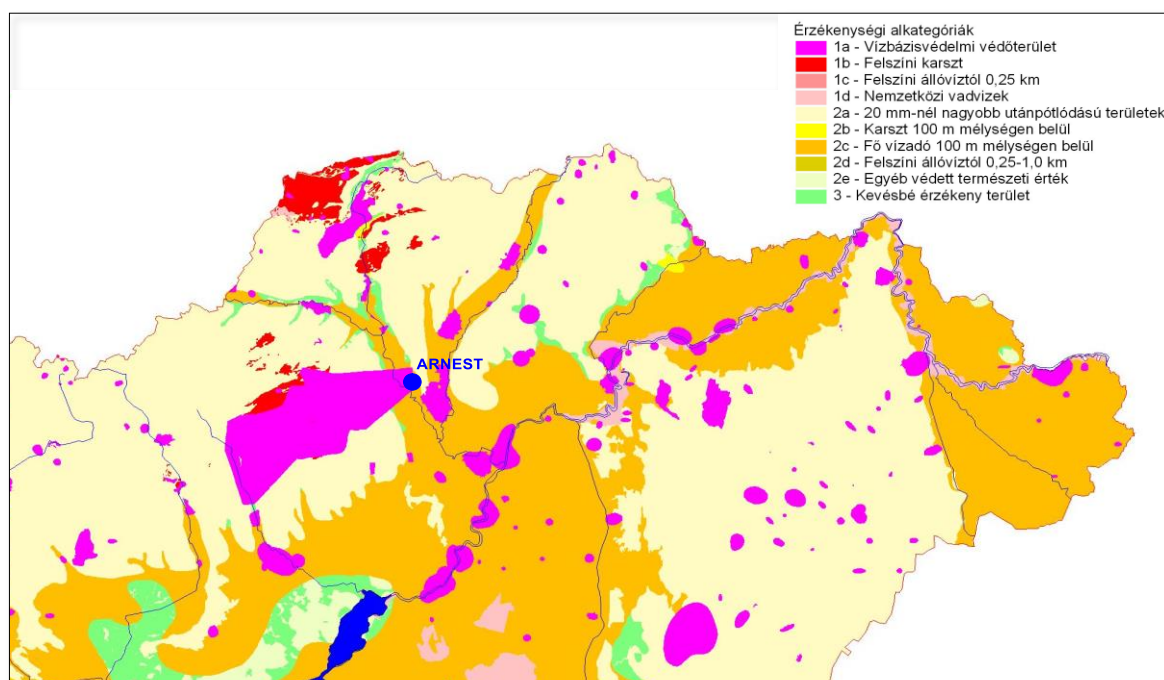 Érzékenységi alkategóriák
1a - Vízbázisvédelmi védőterület
1b - Felszíni karszt
1c - Felszíni állóvíztól 0,25 km
1d - Nemzetközi vadvizek
2a - 20 mm-nél nagyobb utánpótlódású területek
2b - Karszt 100 m mélységen belül
2c - Fő vízadó 100 m mélységen belül
2d - Felszíni állóvíztól 0,25-1,0 km
2e - Egyéb védett természeti érték
3 - Kevésbé érzékeny terület
ARNEST